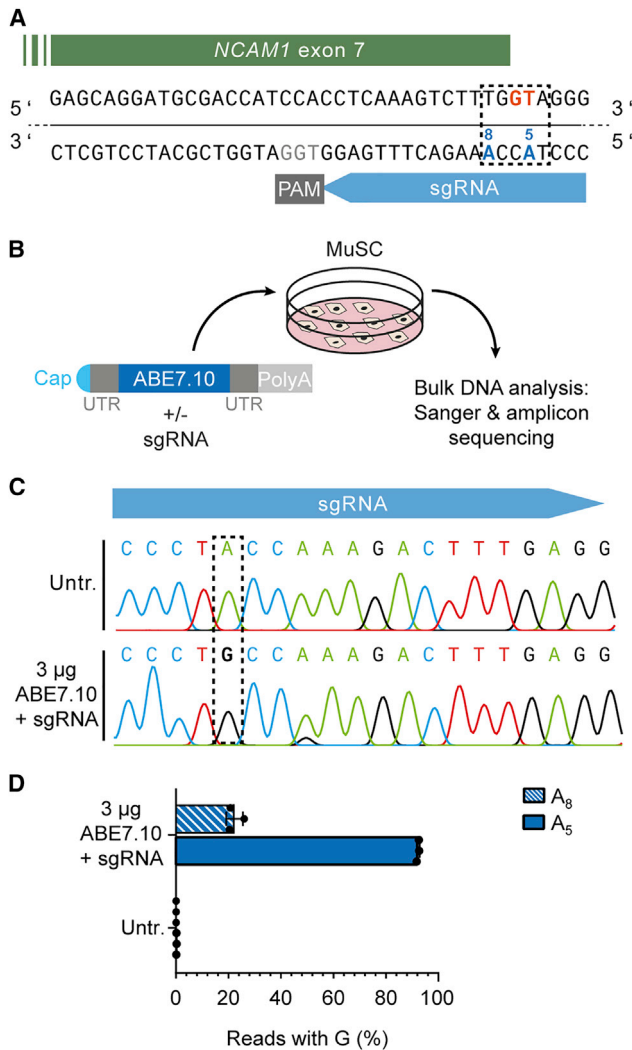 A
NCAM1 exon 7
5 ‘ GAGCAGGATGCGACCATCCACCTCAAAGTCTTTGGTAGGG 3 ‘
8 5
3 ‘ CTCGTCCTACGCTGGTAGGTGGAGTTTCAGAAACCATCCC 5 ‘
PAM sgRNA
B
MuSC
Cap ABE7.10 PolyA
UTR UTR
+/-
sgRNA
Bulk DNA analysis:
Sanger & amplicon
sequencing
C
sgRNA
C C C T A C C A A A G A C T T T G A G G
Untr.
C C C T G C C A A A G A C T T T G A G G
3 µg
ABE7.10
+ sgRNA
D
3 µg
ABE7.10
+ sgRNA
Untr.
A8
A5
0 20 40 60 80 100
Reads with G (%)